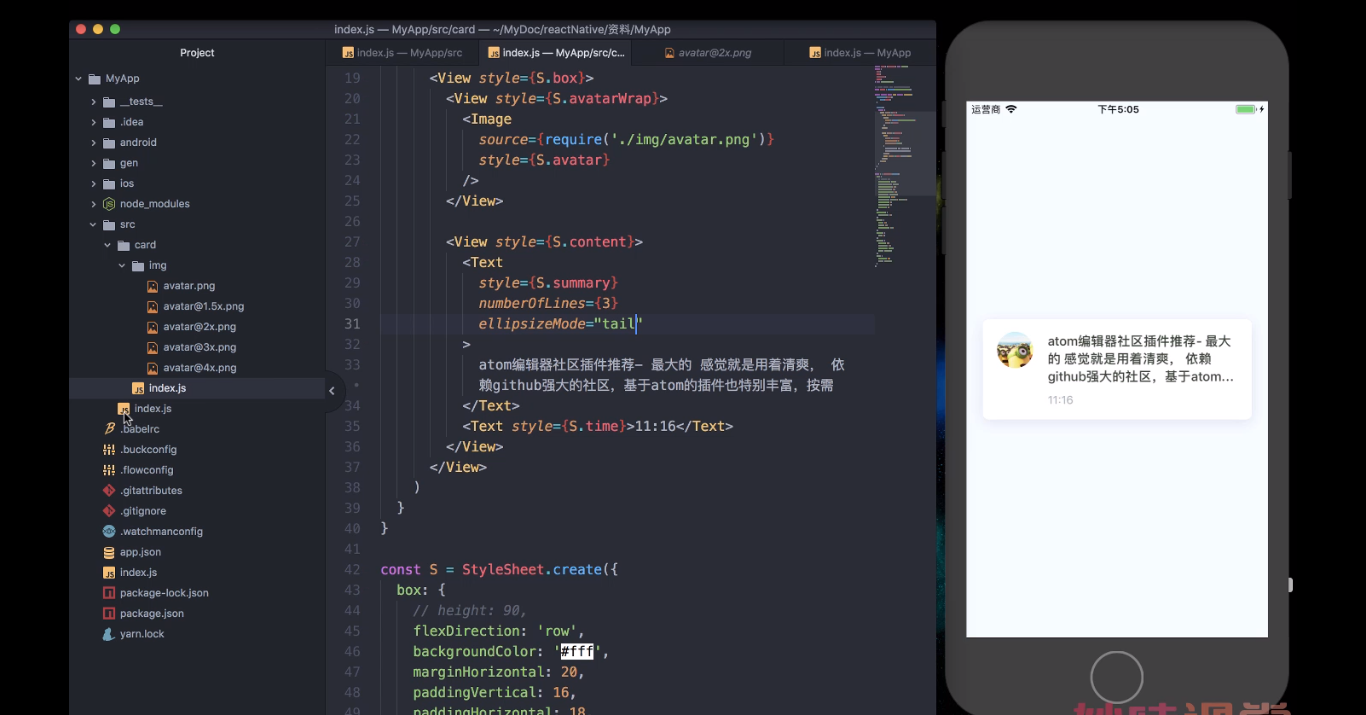 index.js — MyApp/src/card — ~/MyDoc/reactNative/资料/MyApp
Project
index.js — MyApp/src
index.js — MyApp/src/c...
avatar@2x.png
index.js — MyApp
MyApp
__tests__
.idea
android
gen
ios
node_modules
src
card
img
avatar.png
avatar@1.5x.png
avatar@2x.png
avatar@3x.png
avatar@4x.png
index.js
index.js
.babelrc
.buckconfig
.flowconfig
.gitattributes
.gitignore
.watchmanconfig
app.json
index.js
package-lock.json
package.json
yarn.lock
19 <View style={S.box}>
20 <View style={S.avatarWrap}>
21 <Image
22 source={require('./img/avatar.png')}
23 style={S.avatar}
24 />
25 </View>
26
27 <View style={S.content}>
28 <Text
29 style={S.summary}
30 numberOfLines={3}
31 ellipsizeMode="tail"
32 >
33 atom编辑器社区插件推荐- 最大的 感觉就是用着清爽， 依
• 赖github强大的社区，基于atom的插件也特别丰富，按需
34 </Text>
35 <Text style={S.time}>11:16</Text>
36 </View>
37 </View>
38 )
39 }
40 }
41
42 const S = StyleSheet.create({
43 box: {
44 // height: 90,
45 flexDirection: 'row',
46 backgroundColor: '#fff',
47 marginHorizontal: 20,
48 paddingVertical: 16,
49 paddingHorizontal: 18
运营商
下午5:05
atom编辑器社区插件推荐- 最大
的 感觉就是用着清爽， 依赖
github强大的社区，基于atom...
11:16